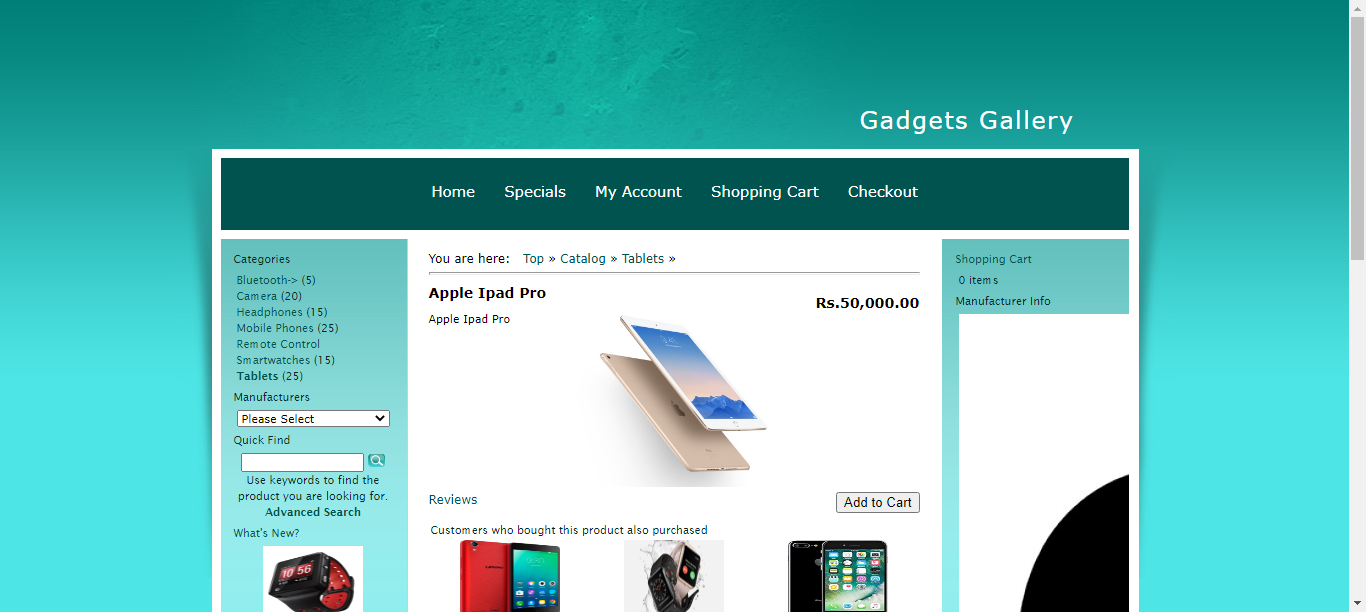 Gadgets Gallery
Home Specials My Account Shopping Cart Checkout
Categories
Bluetooth-> (5)
Camera (20)
Headphones (15)
Mobile Phones (25)
Remote Control
Smartwatches (15)
Tablets (25)
Manufacturers
Please Select
Quick Find
Use keywords to find the
product you are looking for.
Advanced Search
What's New?
10 56
You are here: Top » Catalog » Tablets »
Apple Ipad Pro
Rs.50,000.00
Apple Ipad Pro
Reviews
Add to Cart
Customers who bought this product also purchased
Shopping Cart
0 items
Manufacturer Info